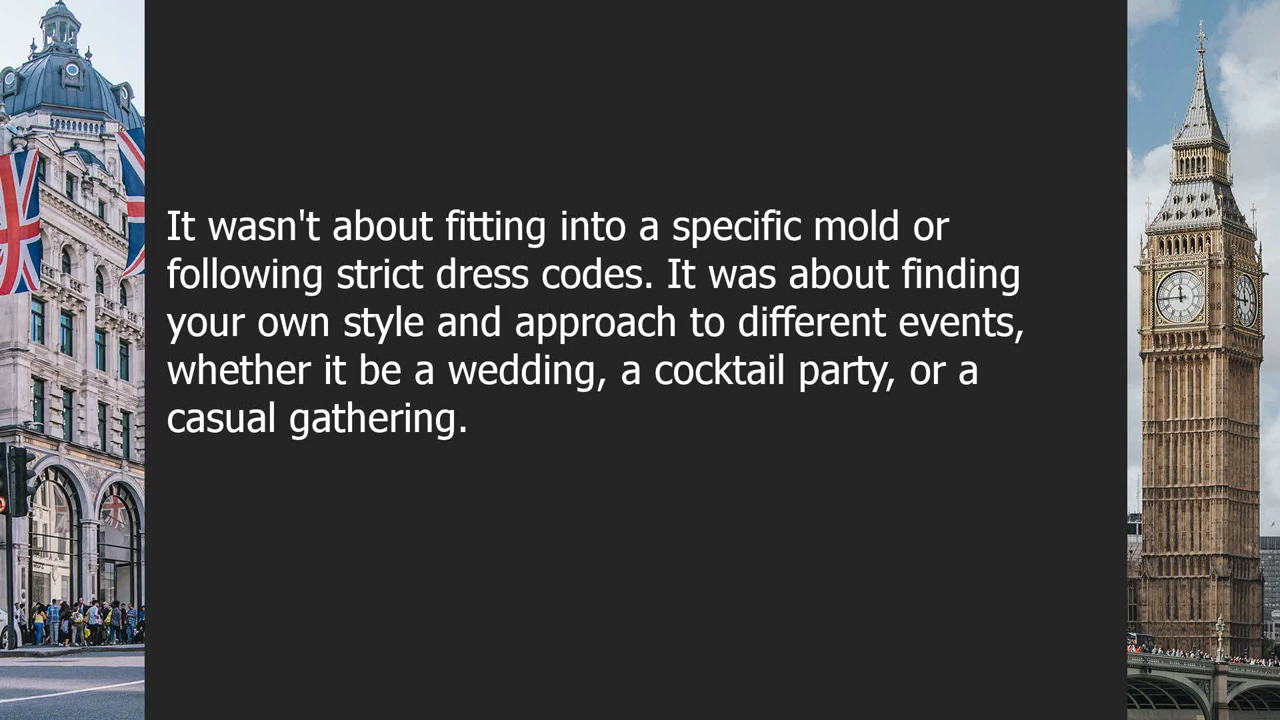 It wasn't about fitting into a specific mold or
following strict dress codes. It was about finding
your own style and approach to different events,
whether it be a wedding, a cocktail party, or a
casual gathering.